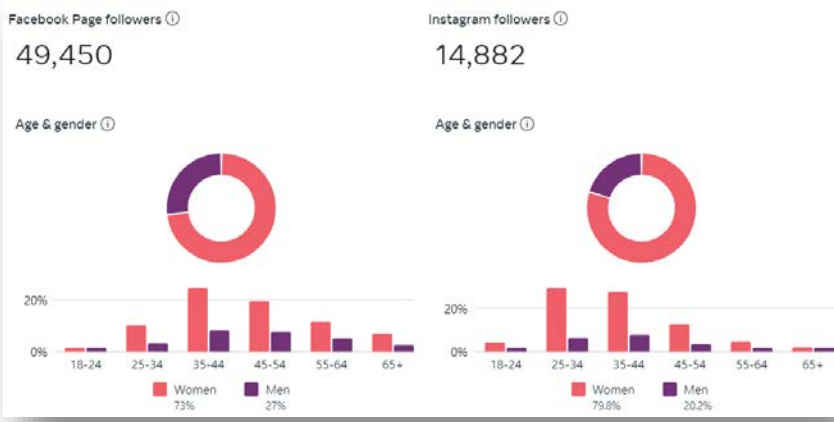 Facebook Page followers ⓘ
49,450
Age & gender ⓘ
20%
0%
18-24 25-34 35-44 45-54 55-64 65+
Women Men
73% 27%
Instagram followers ⓘ
14,882
Age & gender ⓘ
20%
0%
18-24 25-34 35-44 45-54 55-64 65+
Women Men
79.8% 20.2%